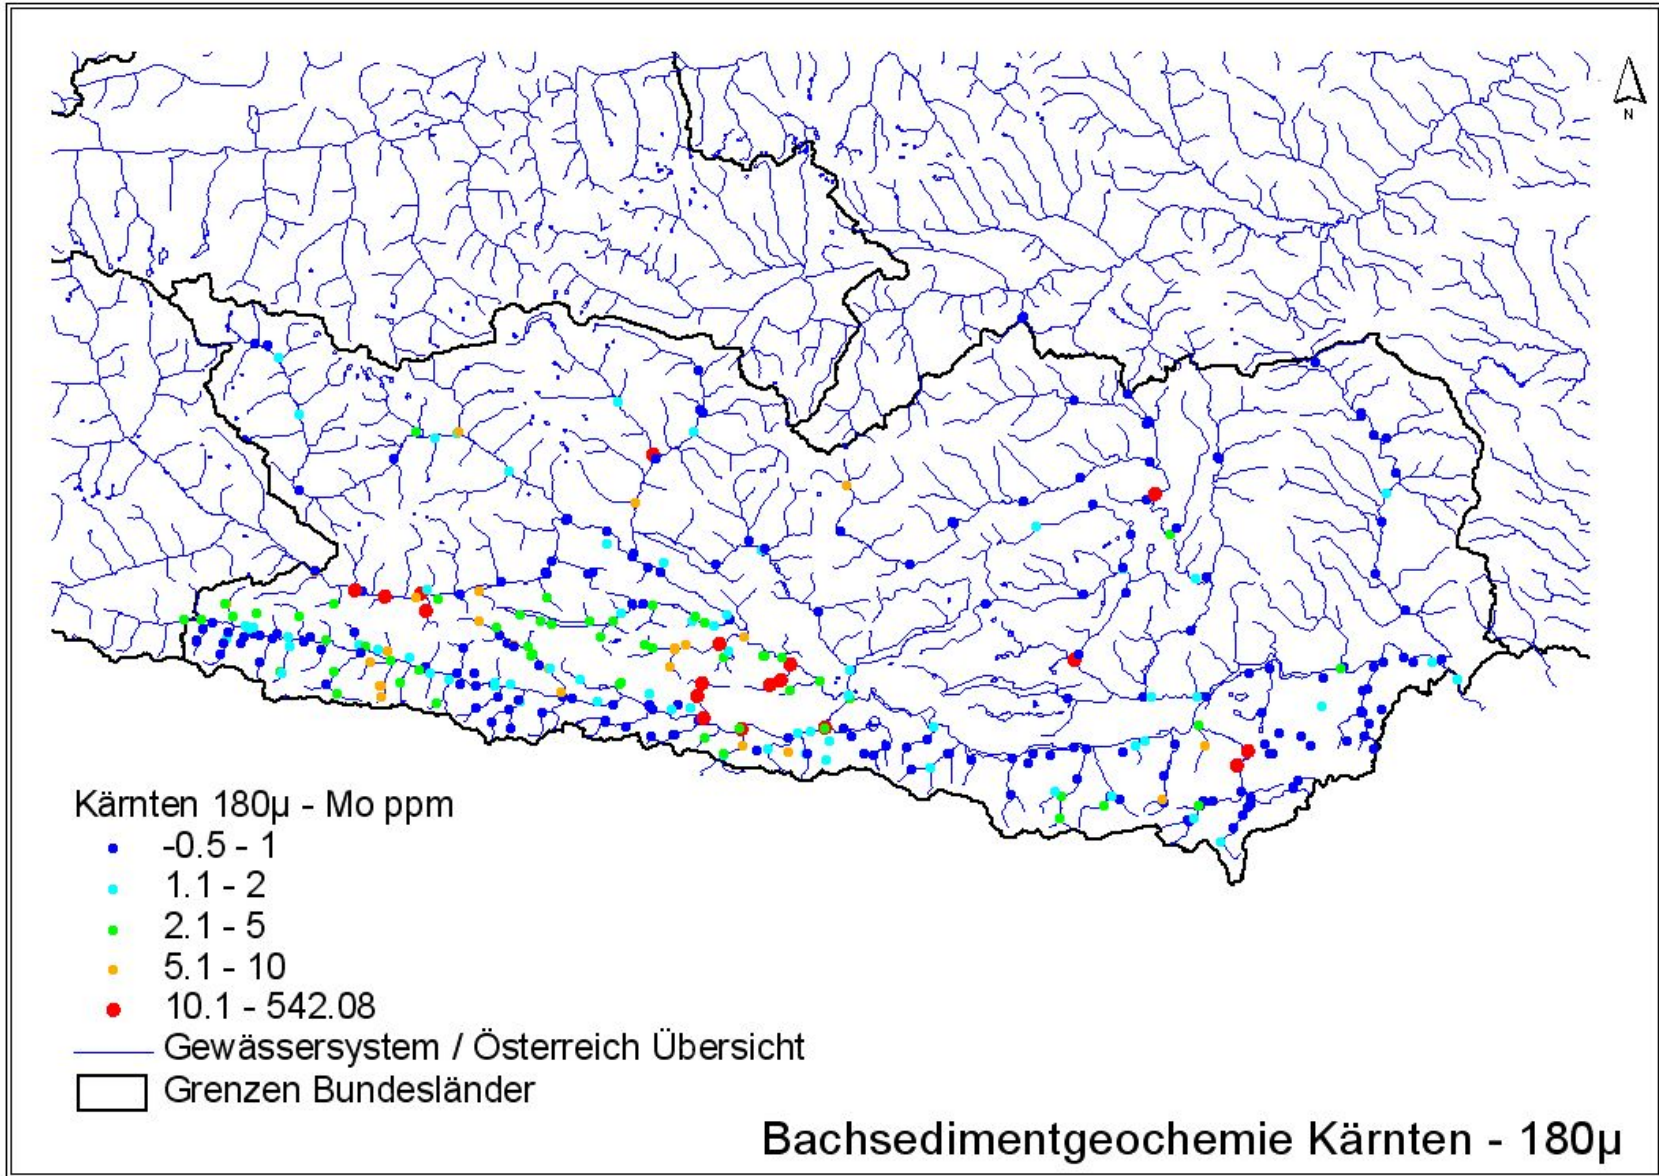 N
Kärnten 180µ - Mo ppm
-0.5 - 1
1.1 - 2
2.1 - 5
5.1 - 10
10.1 - 542.08
Gewässersystem / Österreich Übersicht
Grenzen Bundesländer
Bachsedimentgeochemie Kärnten - 180µ